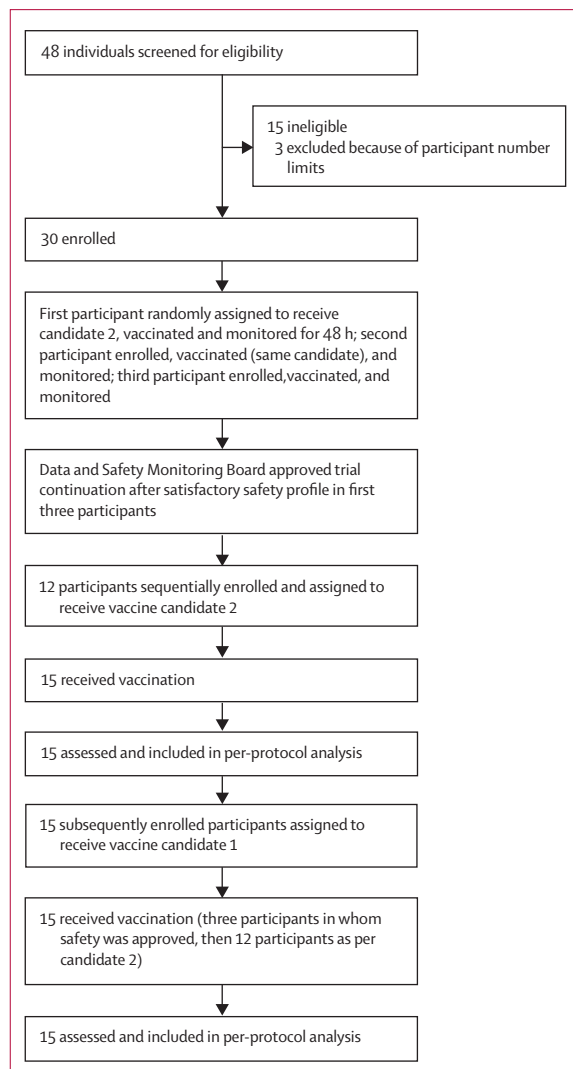 48 individuals screened for eligibility
15 ineligible
3 excluded because of participant number
limits
30 enrolled
First participant randomly assigned to receive
candidate 2, vaccinated and monitored for 48 h; second
participant enrolled, vaccinated (same candidate), and
monitored; third participant enrolled,vaccinated, and
monitored
Data and Safety Monitoring Board approved trial
continuation after satisfactory safety profile in first
three participants
12 participants sequentially enrolled and assigned to
receive vaccine candidate 2
15 received vaccination
15 assessed and included in per-protocol analysis
15 subsequently enrolled participants assigned to
receive vaccine candidate 1
15 received vaccination (three participants in whom
safety was approved, then 12 participants as per
candidate 2)
15 assessed and included in per-protocol analysis